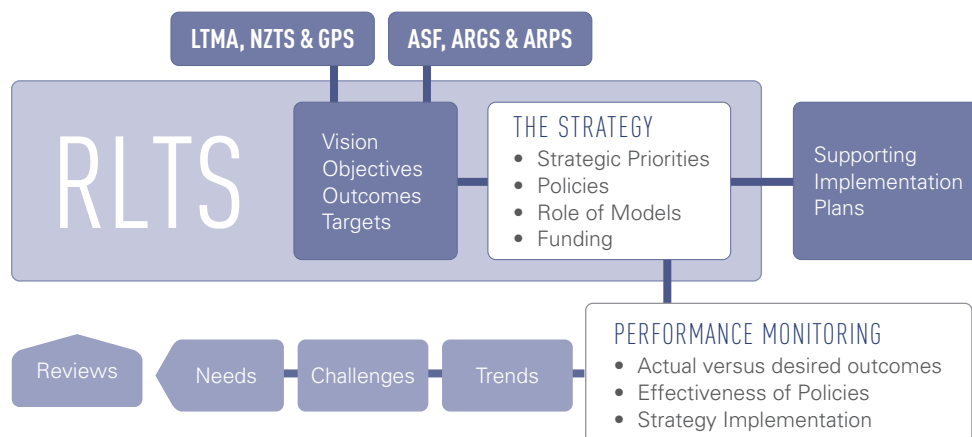 LTMA, NZTS & GPS
ASF, ARGS & ARPS
RLTS
Vision
Objectives
Outcomes
Targets
THE STRATEGY
• Strategic Priorities
• Policies
• Role of Models
• Funding
Supporting
Implementation
Plans
PERFORMANCE MONITORING
• Actual versus desired outcomes
• Effectiveness of Policies
• Strategy Implementation
Reviews
Needs
Challenges
Trends